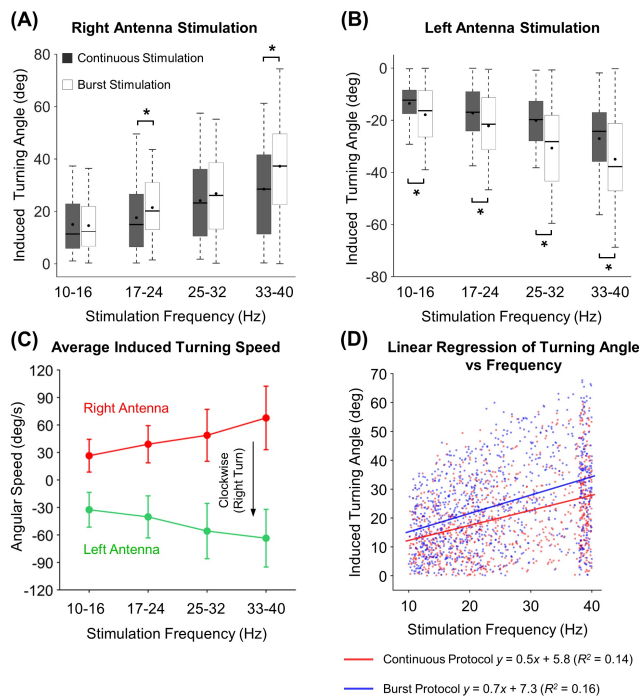 (A)
Right Antenna Stimulation
Induced Turning Angle (deg)
80
60
40
20
0
Continuous Stimulation
Burst Stimulation
*
*
10-16
17-24
25-32
33-40
Stimulation Frequency (Hz)
(B)
Left Antenna Stimulation
Induced Turning Angle (deg)
0
-20
-40
-60
-80
*
*
*
*
10-16
17-24
25-32
33-40
Stimulation Frequency (Hz)
(C)
Average Induced Turning Speed
Angular Speed (deg/s)
120
90
60
30
0
-30
-60
-90
-120
Right Antenna
Clockwise
(Right Turn)
Left Antenna
10-16
17-24
25-32
33-40
Stimulation Frequency (Hz)
(D)
Linear Regression of Turning Angle
vs Frequency
Induced Turning Angle (deg)
70
60
50
40
30
20
10
0
10
20
30
40
Stimulation Frequency (Hz)
Continuous Protocol y = 0.5x + 5.8 (R² = 0.14)
Burst Protocol y = 0.7x + 7.3 (R² = 0.16)